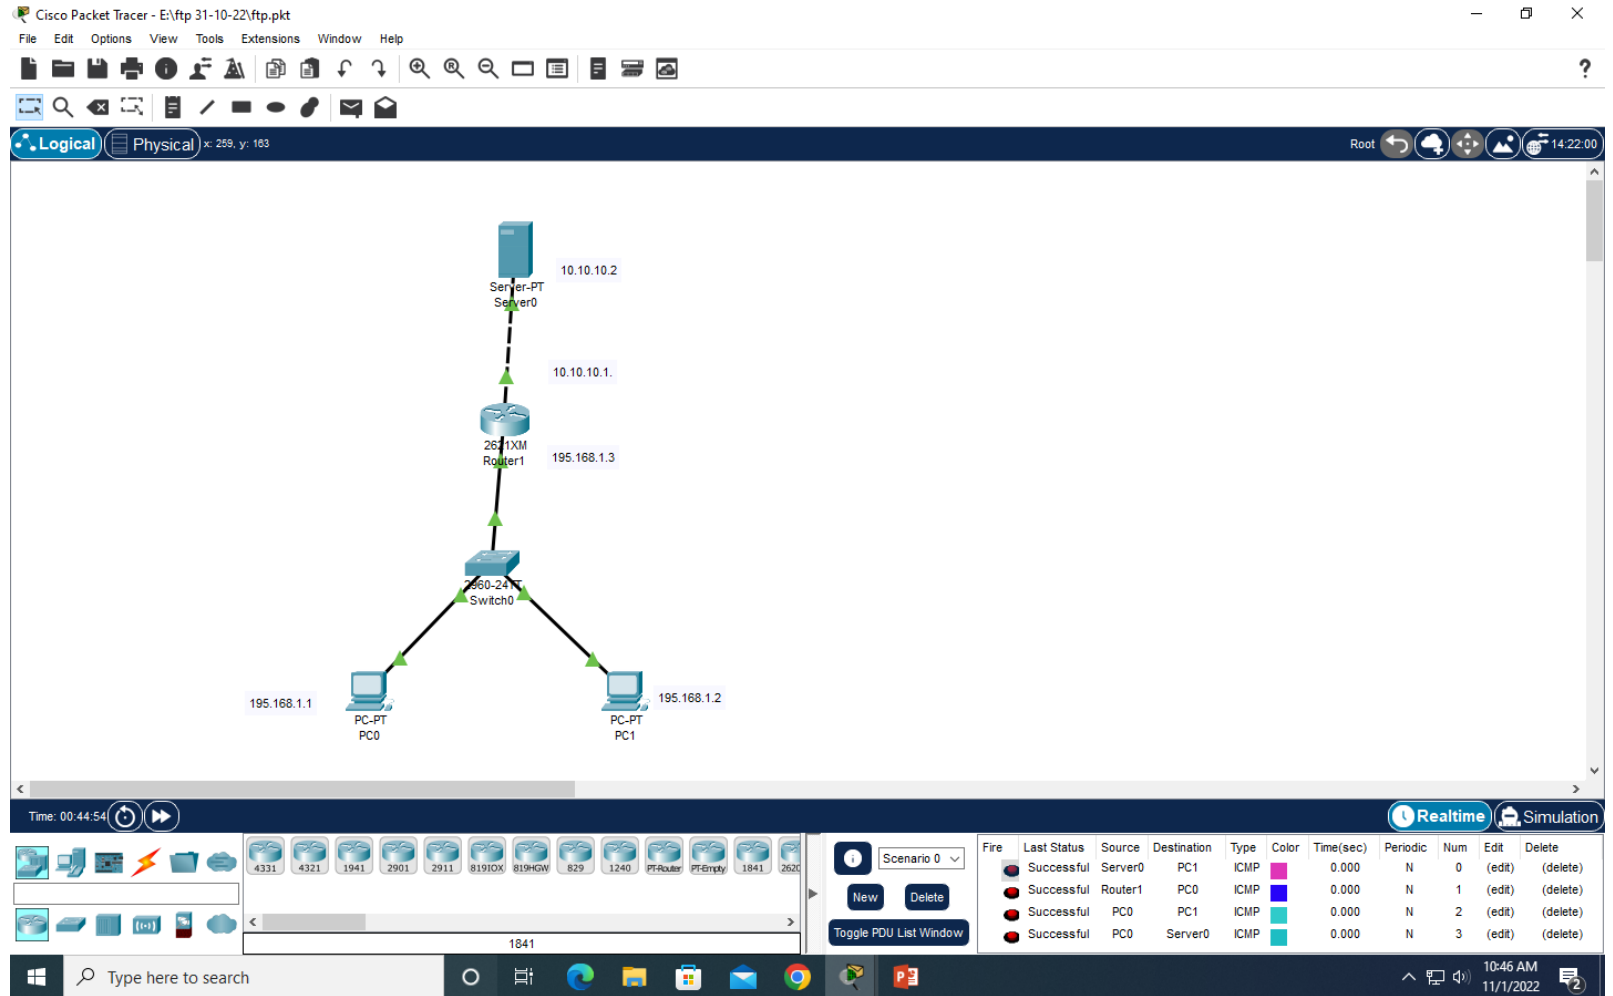 Cisco Packet Tracer - E:\ftp 31-10-22\ftp.pkt
File Edit Options View Tools Extensions Window Help
?
Logical Physical x: 259, y: 163 Root 14:22:00
10.10.10.2
Server-PT
Server0
10.10.10.1.
2621XM
Router1
195.168.1.3
2960-24TT
Switch0
195.168.1.1
PC-PT
PC0
195.168.1.2
PC-PT
PC1
Time: 00:44:54 Realtime Simulation
4331 4321 1941 2901 2911 819IOX 819HGW 829 1240 PT-Router PT-Empty 1841 2620
1841
Scenario 0
New Delete
Toggle PDU List Window
Fire Last Status Source Destination Type Color Time(sec) Periodic Num Edit Delete
Successful Server0 PC1 ICMP 0.000 N 0 (edit) (delete)
Successful Router1 PC0 ICMP 0.000 N 1 (edit) (delete)
Successful PC0 PC1 ICMP 0.000 N 2 (edit) (delete)
Successful PC0 Server0 ICMP 0.000 N 3 (edit) (delete)
Type here to search
10:46 AM
11/1/2022
2